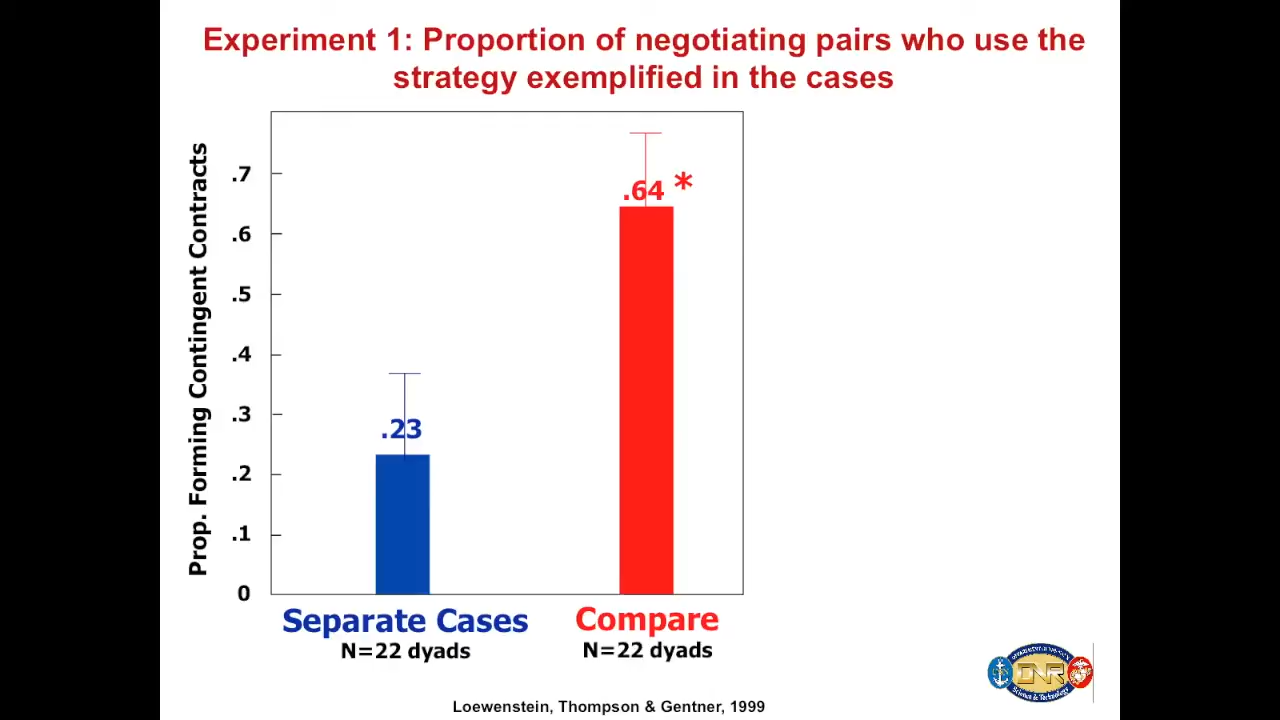 Experiment 1: Proportion of negotiating pairs who use the
strategy exemplified in the cases
Prop. Forming Contingent Contracts
.7
.6
.5
.4
.3
.2
.1
0
.64 *
.23
Separate Cases
N=22 dyads
Compare
N=22 dyads
Loewenstein, Thompson & Gentner, 1999
Science & Technology